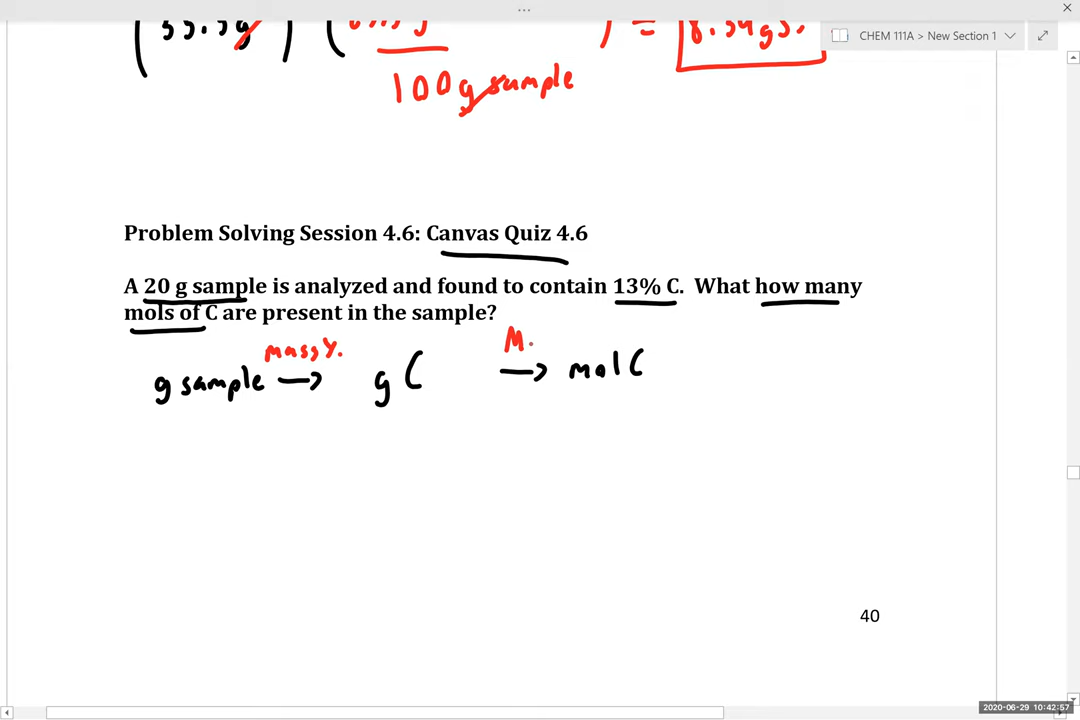 CHEM 111A > New Section 1
100 g sample
Problem Solving Session 4.6: Canvas Quiz 4.6
A 20 g sample is analyzed and found to contain 13% C. What how many
mols of C are present in the sample?
mass %. M.
g sample → g C → mol C
40
2020-06-29 10:42:57